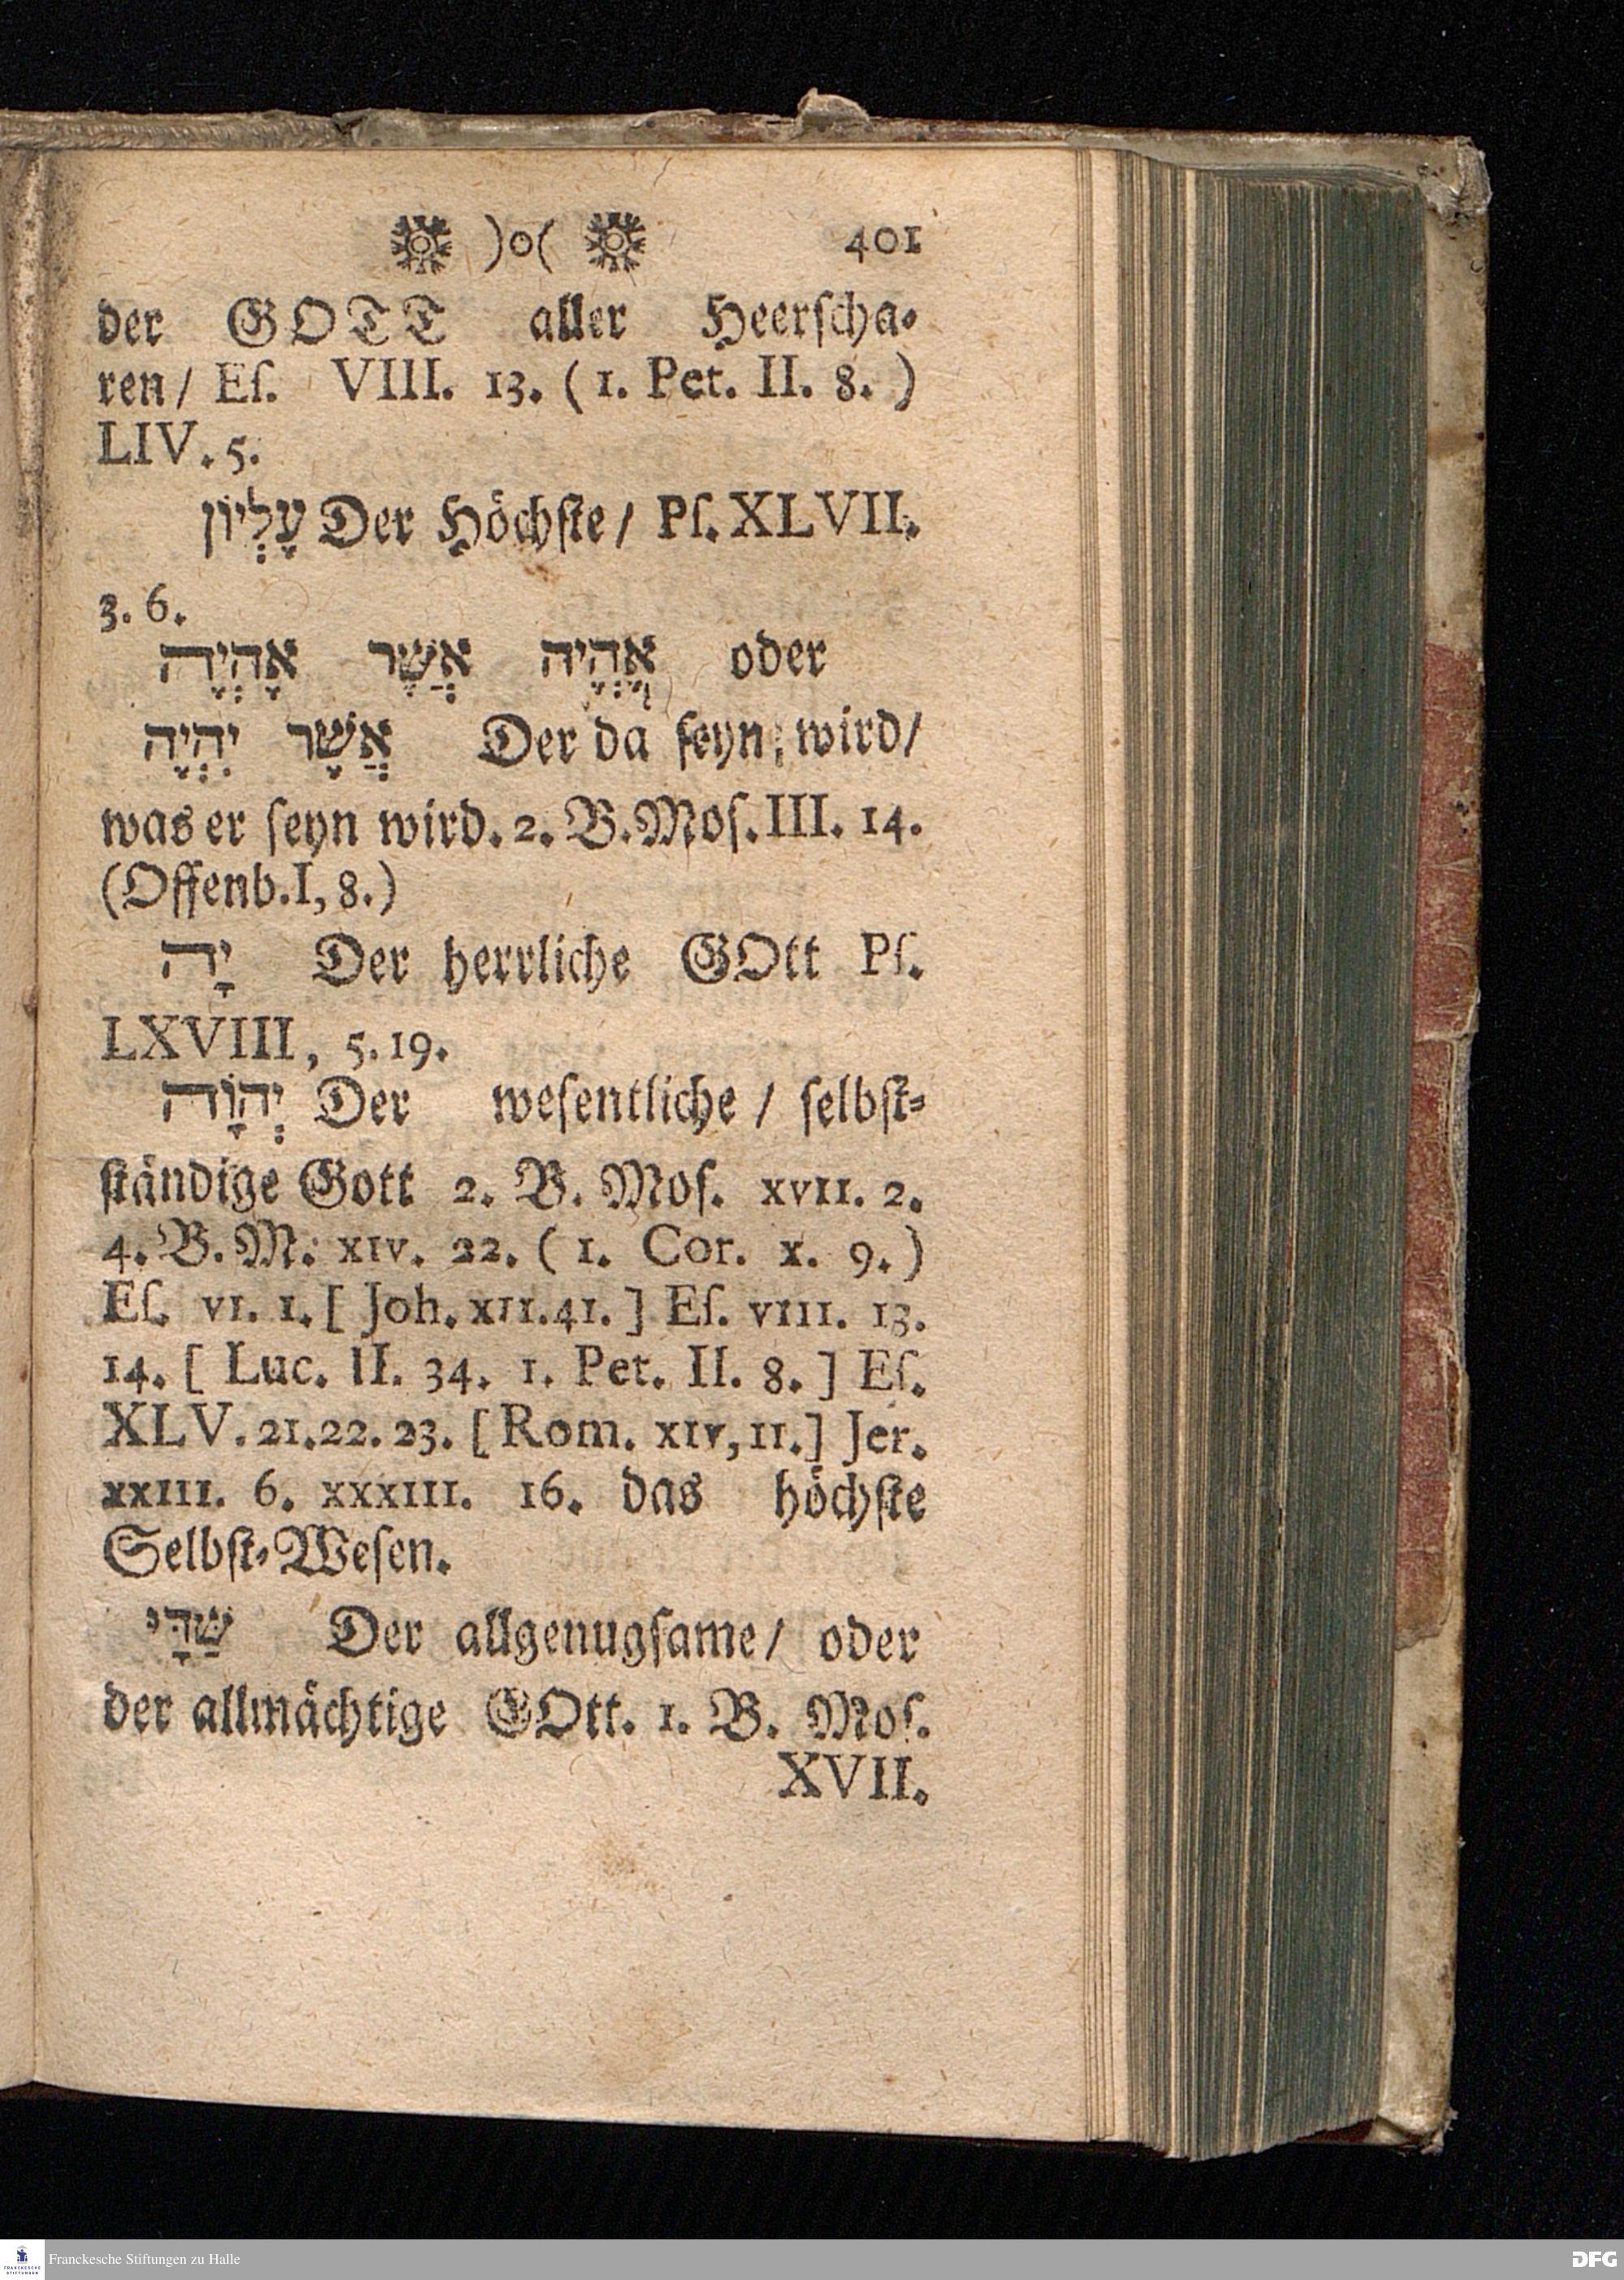 )o( 401
der GOTT aller Heerſcha⸗
ren/ Eſ. VIII. 13. ( 1. Pet. II. 8. )
LIV. 5.
עָלְיוֹן Der Höchſte/ Pſ. XLVII.
3. 6.
אֶהְיֶה אֲשֶׁר אָהְיֶה oder
אֲשֶׁר יִהְיֶה Der da ſeyn wird/
was er ſeyn wird. 2. B. Moſ. III. 14.
(Offenb. I, 8.)
יָה Der herrliche GOtt Pſ.
LXVIII, 5. 19.
יְהוָֹה Der weſentliche / ſelbſt⸗
ſtändige Gott 2. B. Moſ. XVII. 2.
4. B. M. XIV. 22. ( 1. Cor. X. 9. )
Eſ. VI. 1. [ Joh. XII. 41. ] Eſ. VIII. 13.
14. [ Luc. II. 34. 1. Pet. II. 8. ] Eſ.
XLV. 21. 22. 23. [ Rom. XIV, 11. ] Jer.
XXIII. 6. XXXIII. 16. das höchſte
Selbſt⸗Weſen.
שַׁדָּי Der allgenugſame/ oder
der allmächtige GOtt. 1. B. Moſ.
XVII.
Franckesche Stiftungen zu Halle
DFG